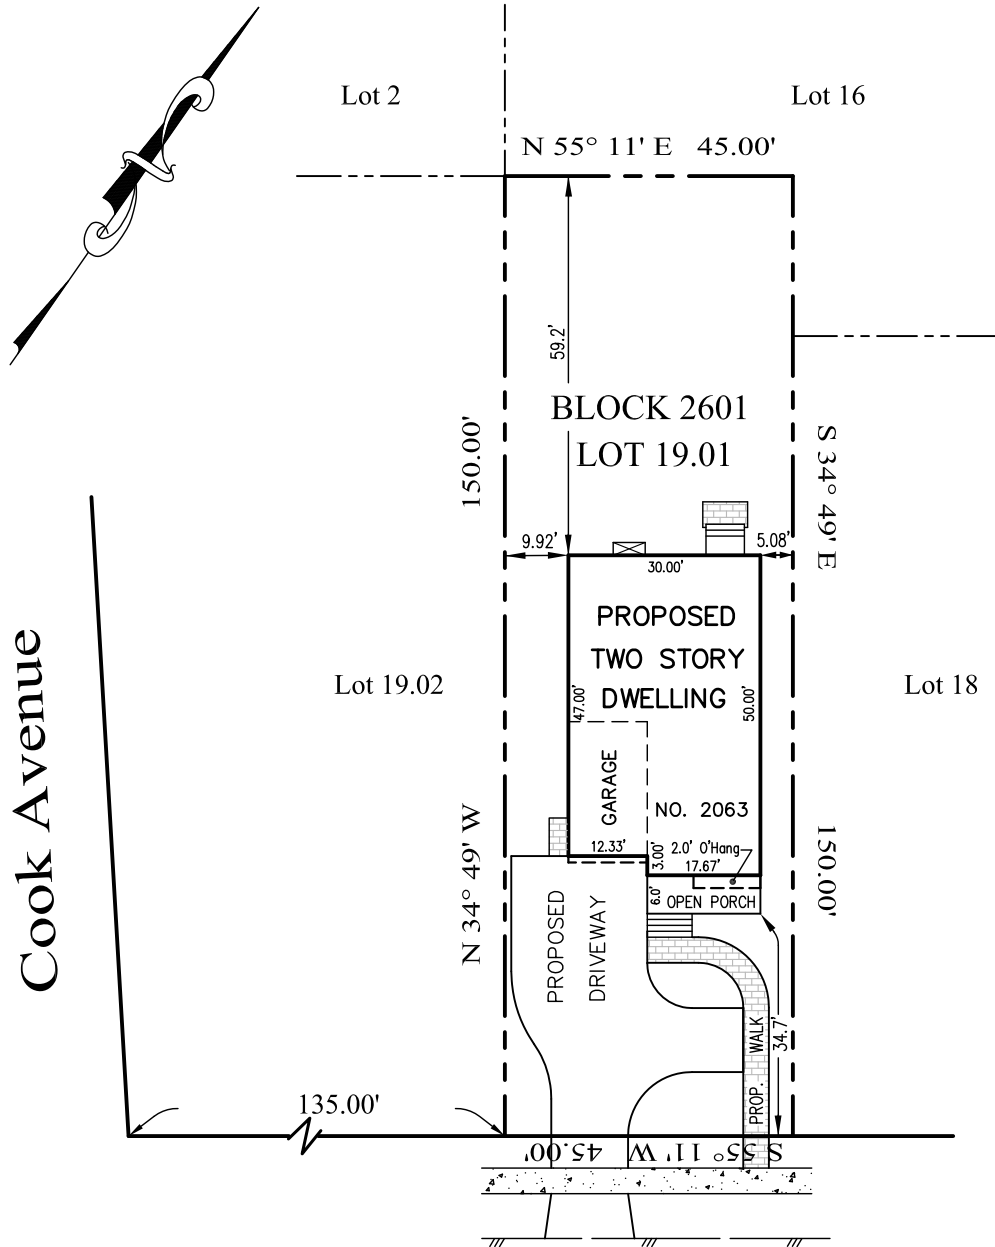 Lot 2
Lot 16
N 55° 11' E 45.00'
59.2'
BLOCK 2601
LOT 19.01
150.00'
S 34° 49' E
9.92'
5.08'
30.00'
PROPOSED
TWO STORY
DWELLING
47.00'
50.00'
Lot 19.02
Lot 18
Cook Avenue
GARAGE
NO. 2063
12.33'
3.00'
2.0' O'Hang
17.67'
6.0'
OPEN PORCH
N 34° 49' W
150.00'
PROPOSED
DRIVEWAY
PROP. WALK
34.7'
135.00'
S 55° 11' W 45.00'